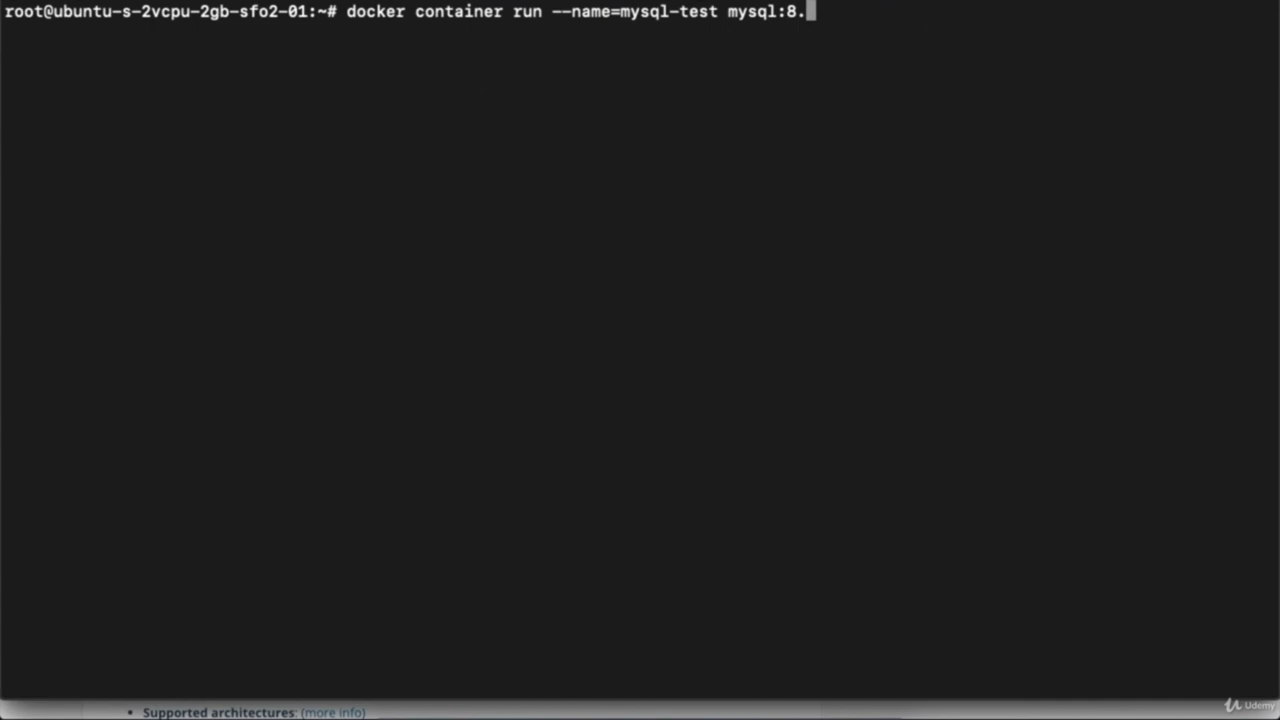 root@ubuntu-s-2vcpu-2gb-sfo2-01:~# docker container run --name=mysql-test mysql:8.
• Supported architectures: (more info)
Udemy